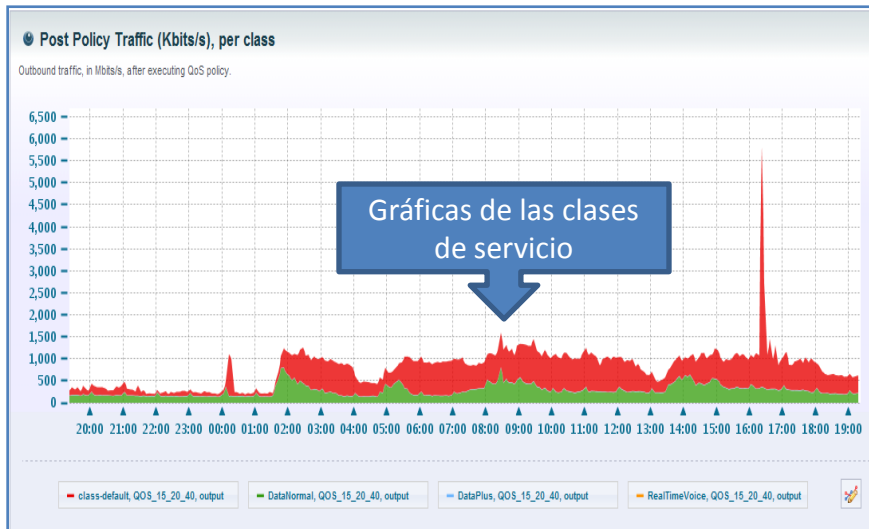 Post Policy Traffic (Kbits/s), per class
Outbound traffic, in Mbits/s, after executing QoS policy.
6,500
6,000
5,500
5,000
4,500
4,000
3,500
3,000
2,500
2,000
1,500
1,000
500
0
Gráficas de las clases
de servicio
20:00 21:00 22:00 23:00 00:00 01:00 02:00 03:00 04:00 05:00 06:00 07:00 08:00 09:00 10:00 11:00 12:00 13:00 14:00 15:00 16:00 17:00 18:00 19:00
class-default, QOS_15_20_40, output
DataNormal, QOS_15_20_40, output
DataPlus, QOS_15_20_40, output
RealTimeVoice, QOS_15_20_40, output